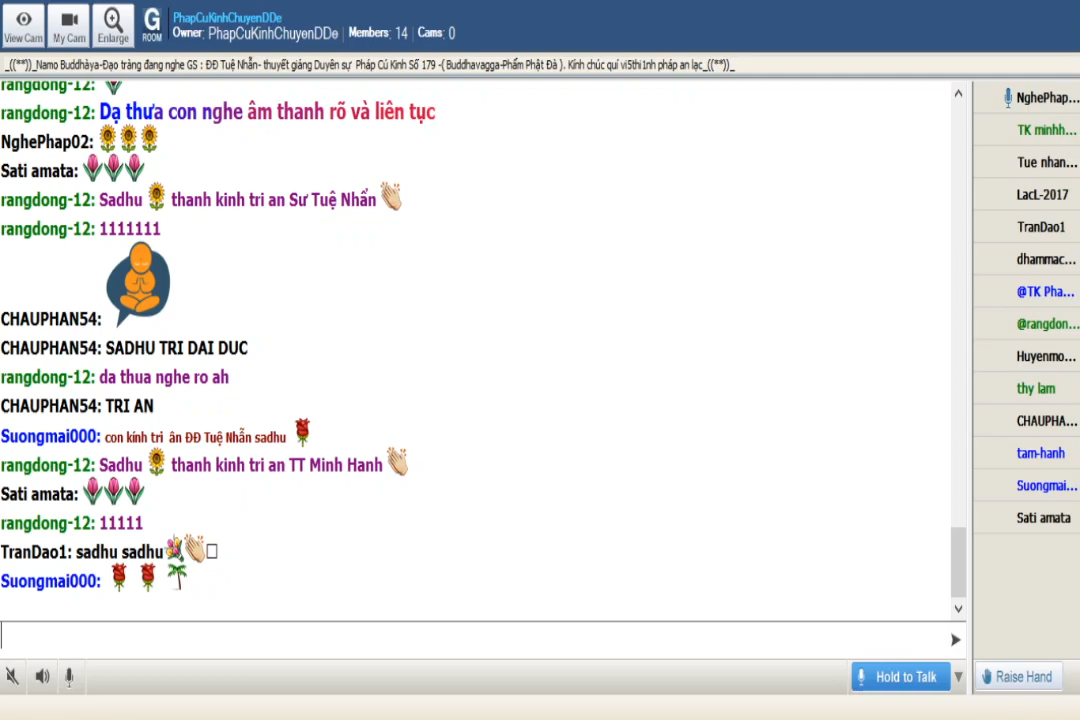 PhapCuKinhChuyenDDe
Owner: PhapCuKinhChuyenDDe Members: 14 Cams: 0
View Cam My Cam Enlarge G ROOM
_((**))_Namo Buddhàya-Đạo tràng đang nghe GS : ĐĐ Tuệ Nhẫn- thuyết giảng Duyên sự Pháp Cú Kinh Số 179 -( Buddhavagga-Phẩm Phật Đà ). Kính chúc quí vi5thi1nh pháp an lạc_((**))_
rangdong-12:
rangdong-12: Dạ thưa con nghe âm thanh rõ và liên tục
NghePhap02:
Sati amata:
rangdong-12: Sadhu thanh kinh tri an Sư Tuệ Nhẩn
rangdong-12: 1111111
CHAUPHAN54:
CHAUPHAN54: SADHU TRI DAI DUC
rangdong-12: da thua nghe ro ah
CHAUPHAN54: TRI AN
Suongmai000: con kính tri ân ĐĐ Tuệ Nhẫn sadhu
rangdong-12: Sadhu thanh kinh tri an TT Minh Hanh
Sati amata:
rangdong-12: 11111
TranDao1: sadhu sadhu
Suongmai000:
NghePhap...
TK minhh...
Tue nhan...
LacL-2017
TranDao1
dhammac...
@TK Pha...
@rangdon...
Huyenmo...
thy lam
CHAUPHA...
tam-hanh
Suongmai...
Sati amata
Hold to Talk
Raise Hand